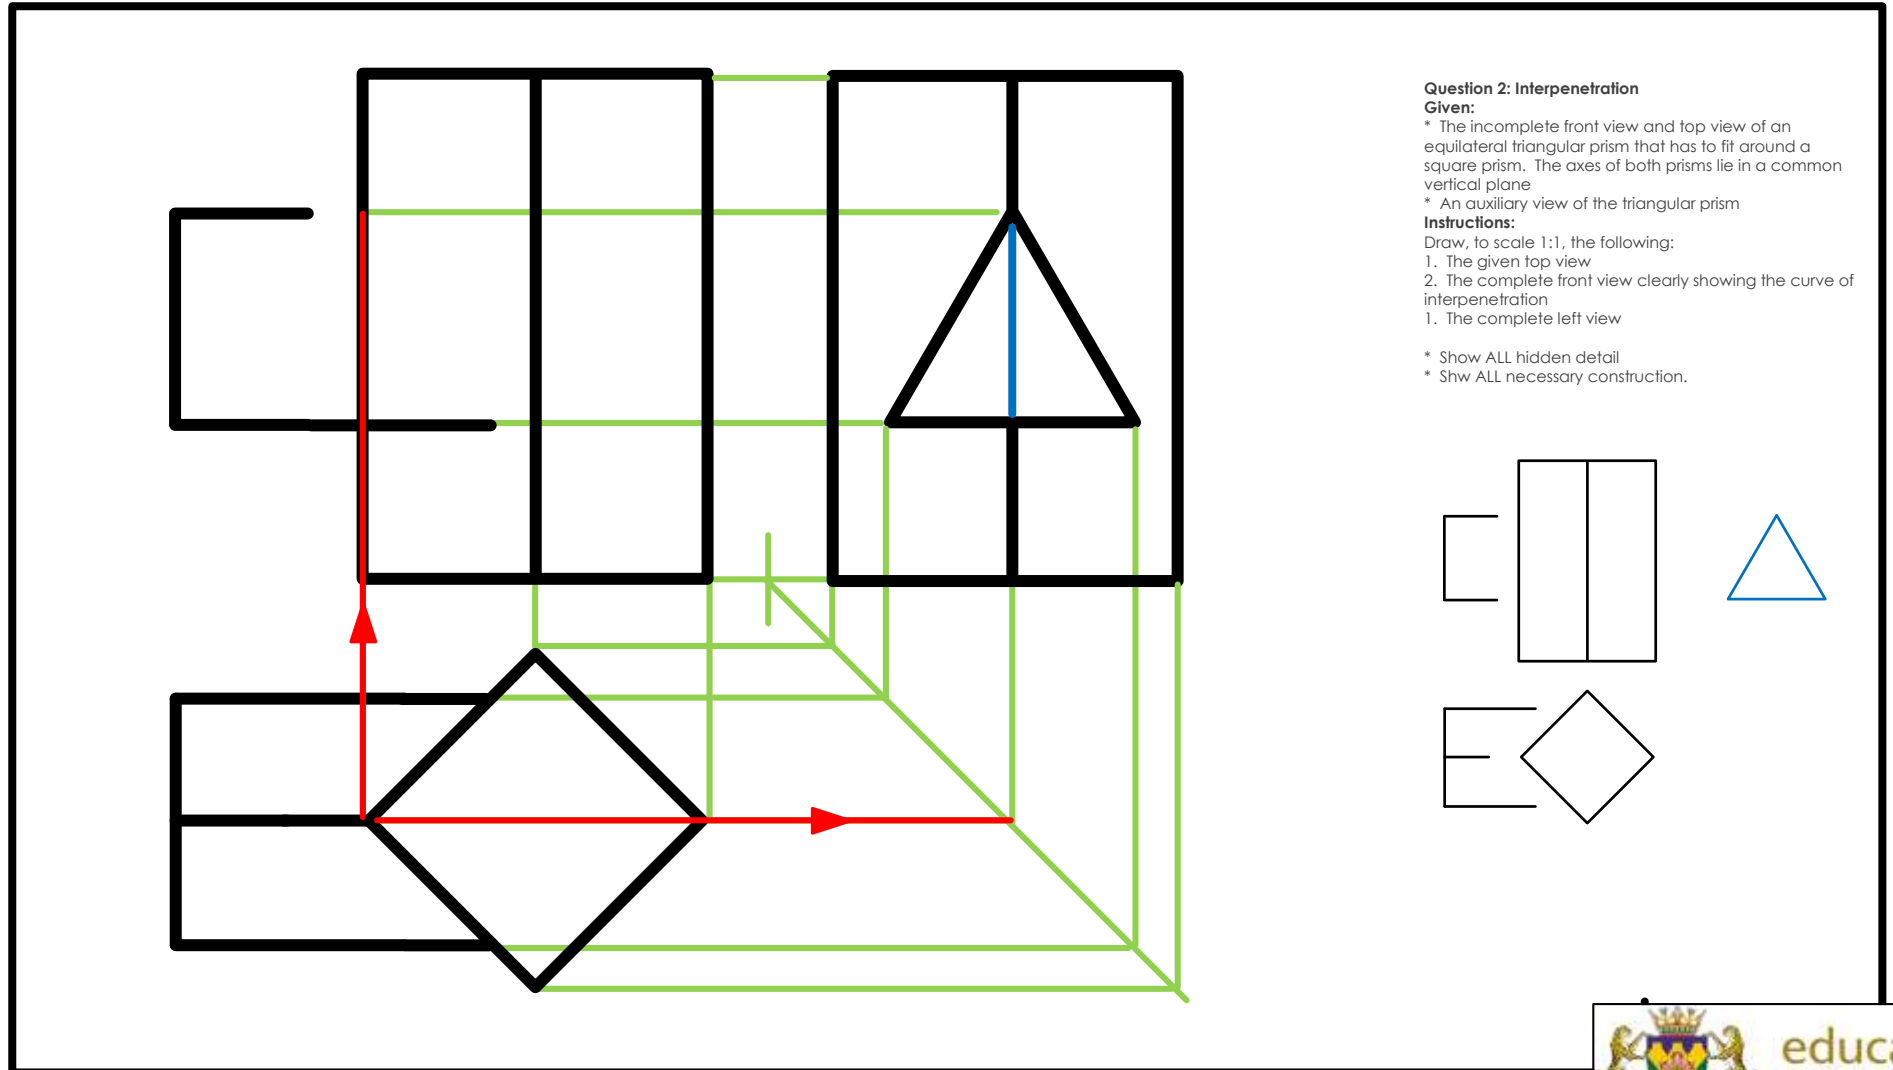 Question 2: Interpenetration
Given:
* The incomplete front view and top view of an
equilateral triangular prism that has to fit around a
square prism. The axes of both prisms lie in a common
vertical plane
* An auxiliary view of the triangular prism
Instructions:
Draw, to scale 1:1, the following:
1. The given top view
2. The complete front view clearly showing the curve of
interpenetration
1. The complete left view
* Show ALL hidden detail
* Shw ALL necessary construction.